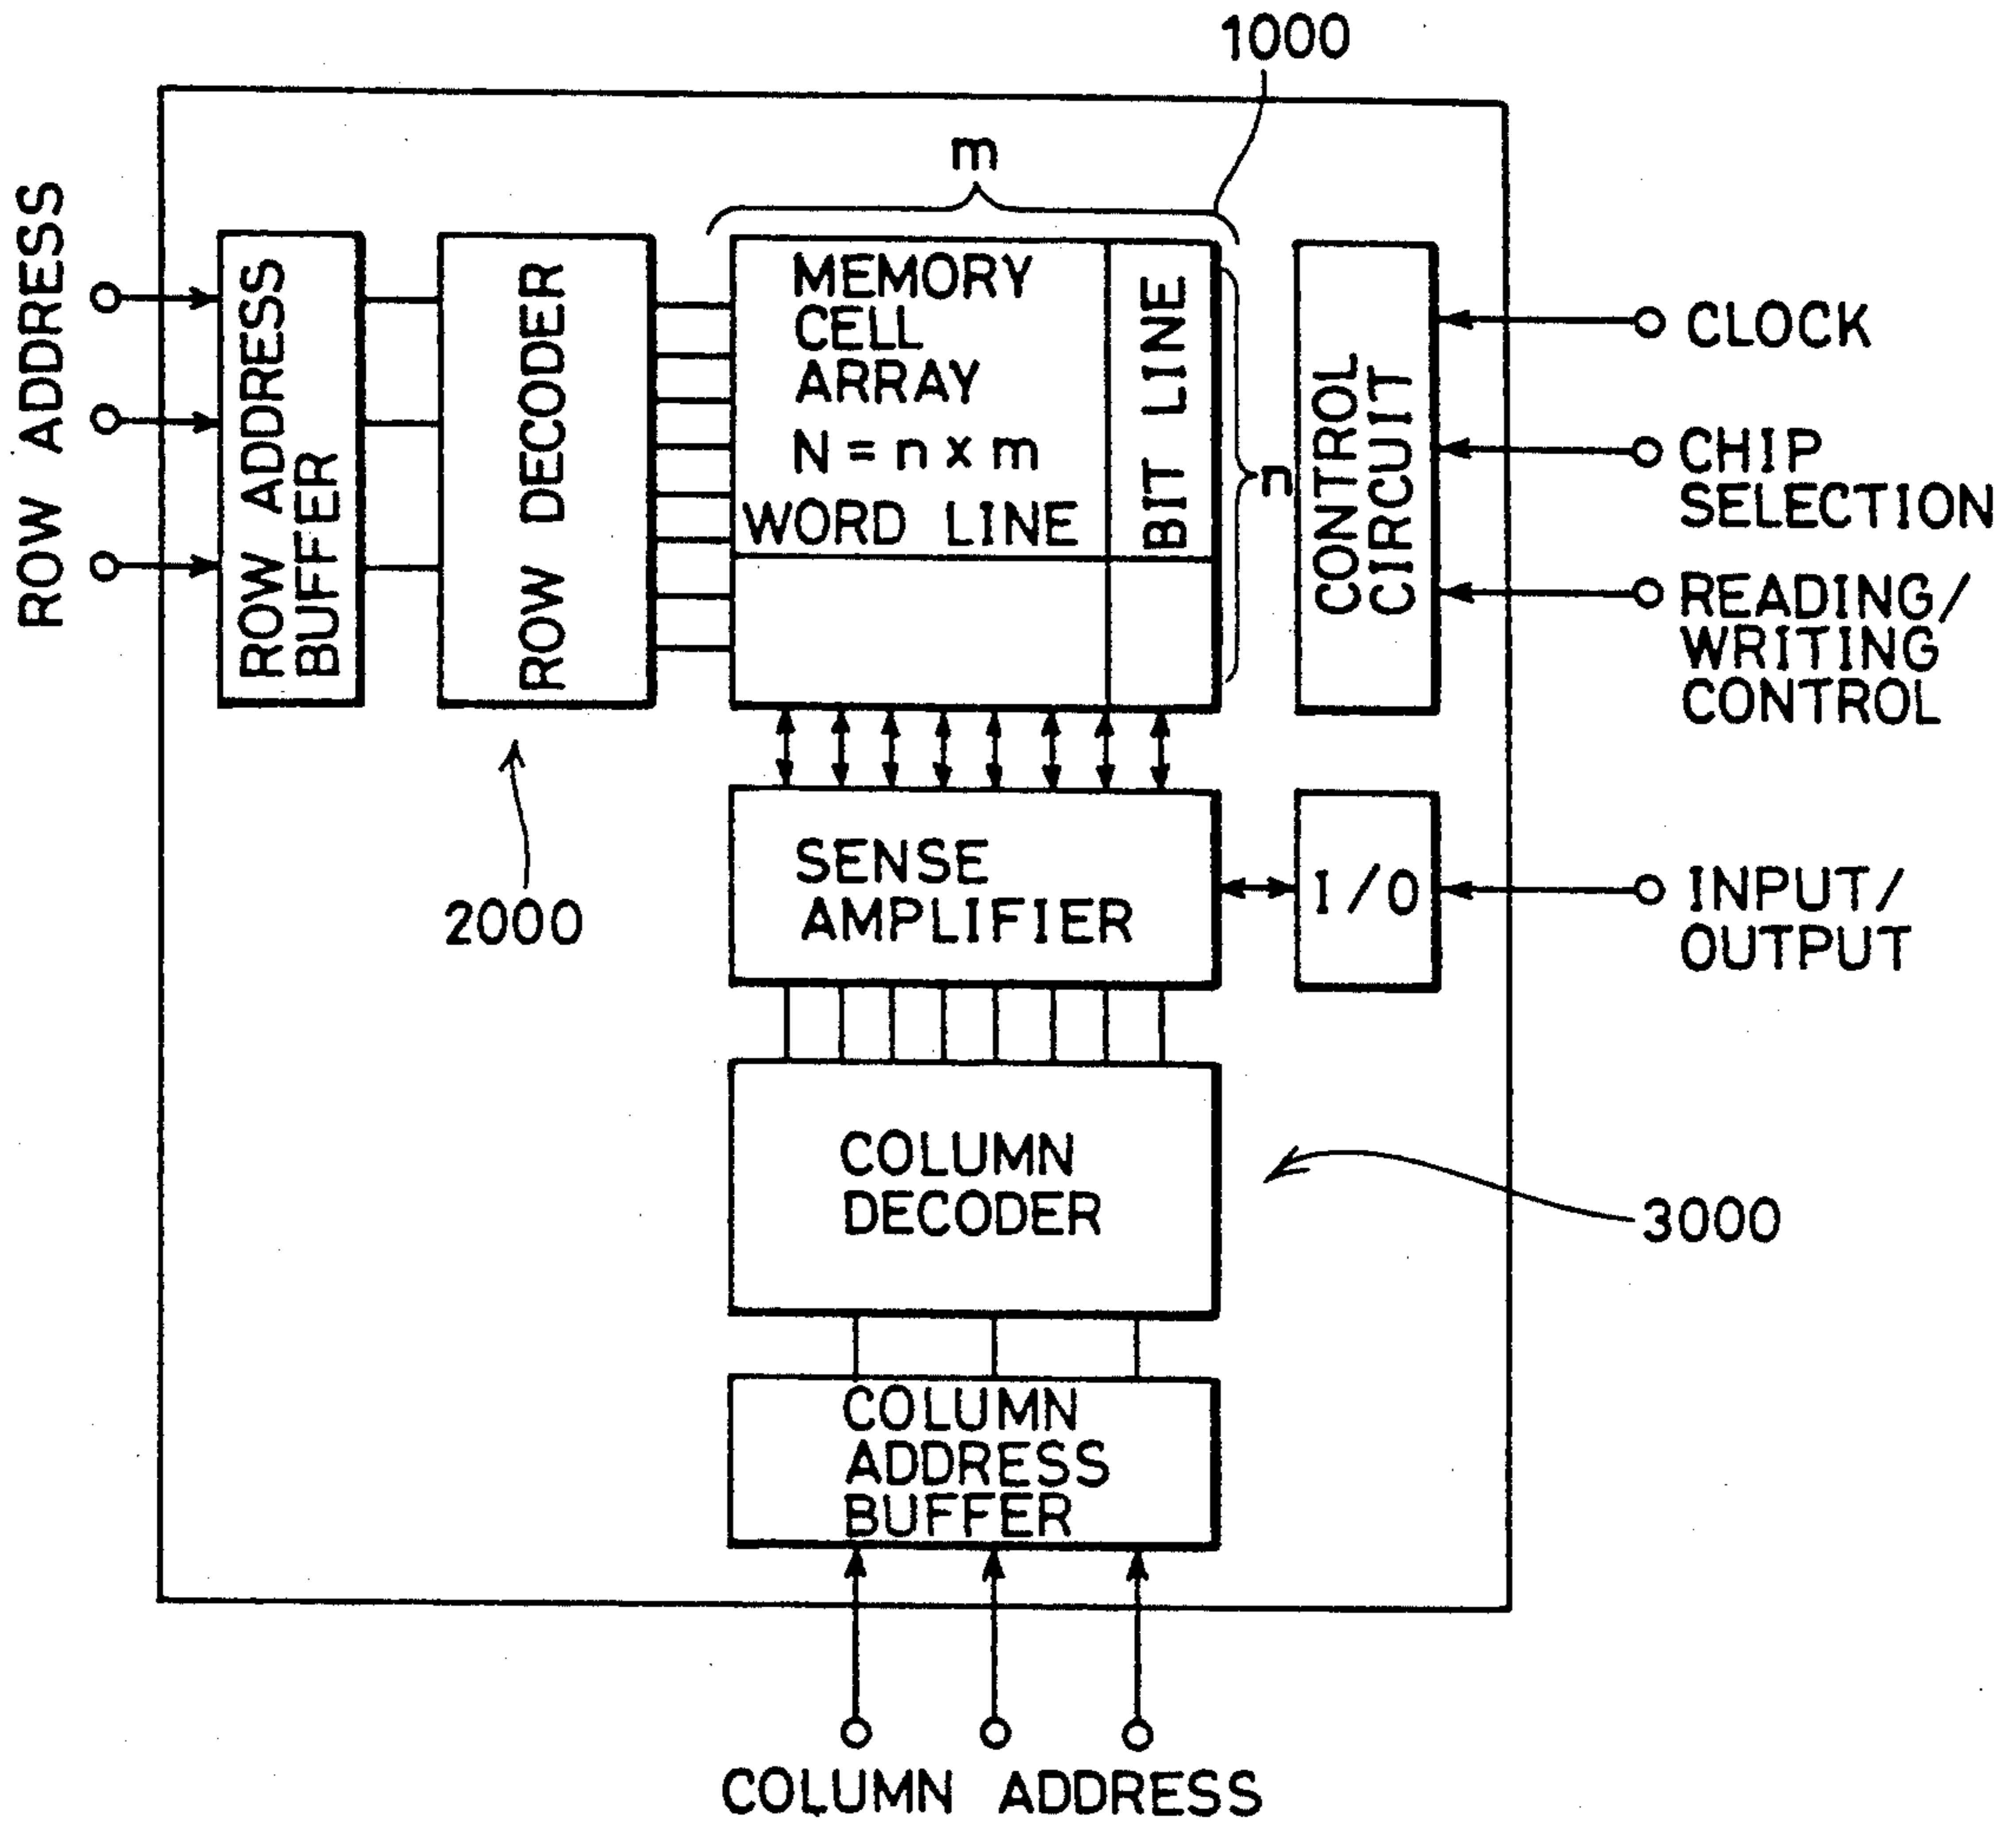 1000
m
ROW ADDRESS
ROW ADDRESS
BUFFER
ROW DECODER
MEMORY
CELL
ARRAY
N = n x m
WORD LINE
BIT LINE
n
CONTROL
CIRCUIT
CLOCK
CHIP
SELECTION
READING/
WRITING
CONTROL
2000
SENSE
AMPLIFIER
I/O
INPUT/
OUTPUT
COLUMN
DECODER
3000
COLUMN
ADDRESS
BUFFER
COLUMN ADDRESS